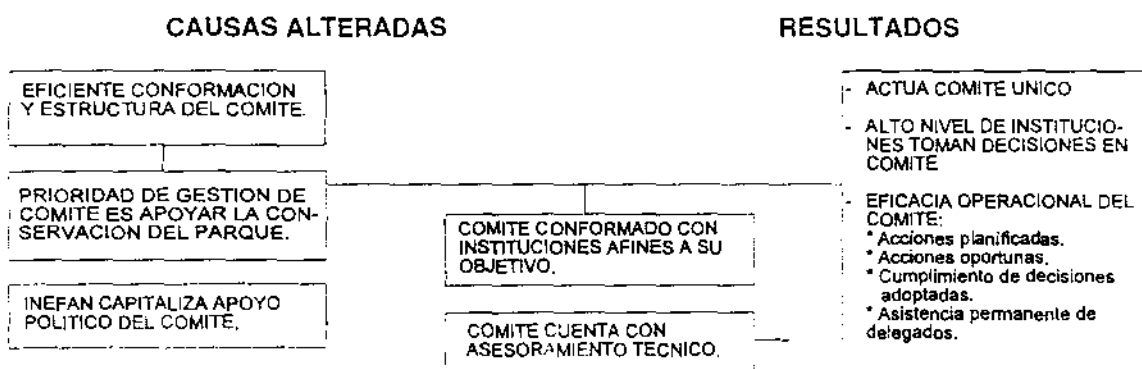 CAUSAS ALTERADAS
RESULTADOS
EFICIENTE CONFORMACION
Y ESTRUCTURA DEL COMITE.
PRIORIDAD DE GESTION DE
COMITE ES APOYAR LA CON-
SERVACION DEL PARQUE.
INEFAN CAPITALIZA APOYO
POLITICO DEL COMITE.
COMITE CONFORMADO CON
INSTITUCIONES AFINES A SU
OBJETIVO.
COMITE CUENTA CON
ASESORAMIENTO TECNICO.
- ACTUA COMITE UNICO
- ALTO NIVEL DE INSTITUCIO-
NES TOMAN DECISIONES EN
COMITE
- EFICACIA OPERACIONAL DEL
COMITE:
* Acciones planificadas.
* Acciones oportunas.
* Cumplimiento de decisiones
adoptadas.
* Asistencia permanente de
delegados.